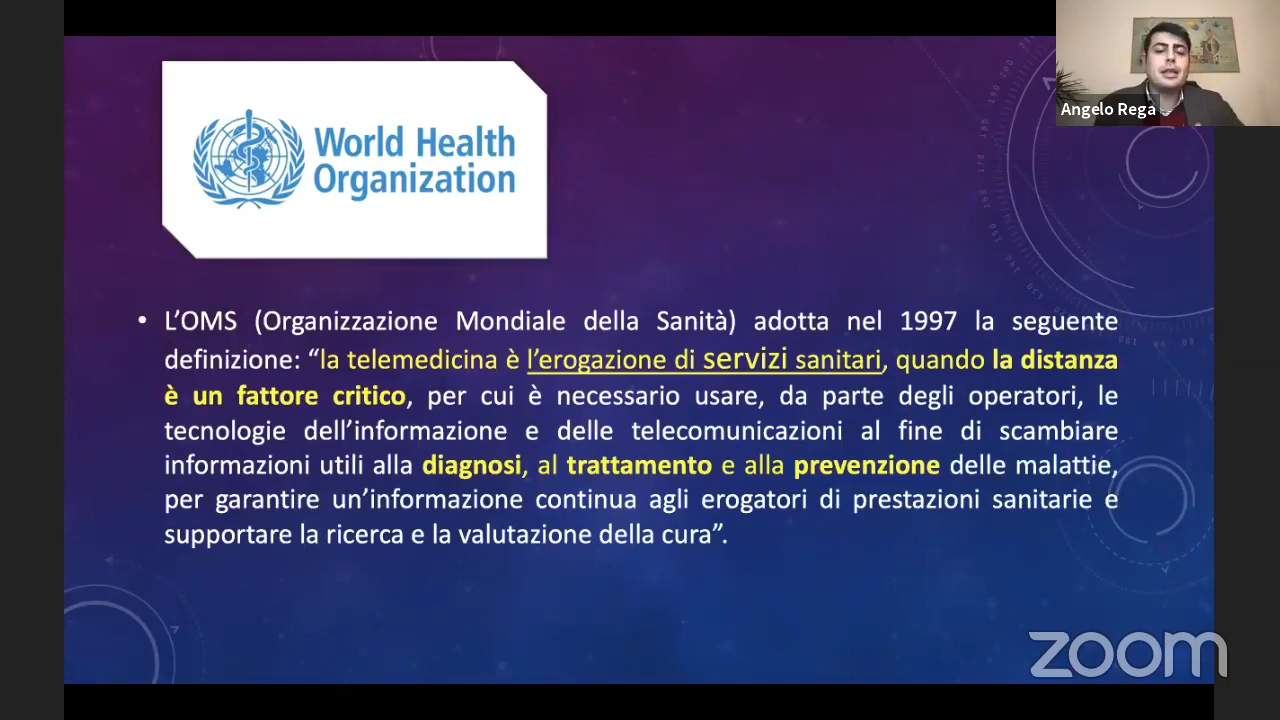 World Health
Organization
Angelo Rega
• L’OMS (Organizzazione Mondiale della Sanità) adotta nel 1997 la seguente
definizione: “la telemedicina è l’erogazione di servizi sanitari, quando la distanza
è un fattore critico, per cui è necessario usare, da parte degli operatori, le
tecnologie dell’informazione e delle telecomunicazioni al fine di scambiare
informazioni utili alla diagnosi, al trattamento e alla prevenzione delle malattie,
per garantire un’informazione continua agli erogatori di prestazioni sanitarie e
supportare la ricerca e la valutazione della cura”.
zoom